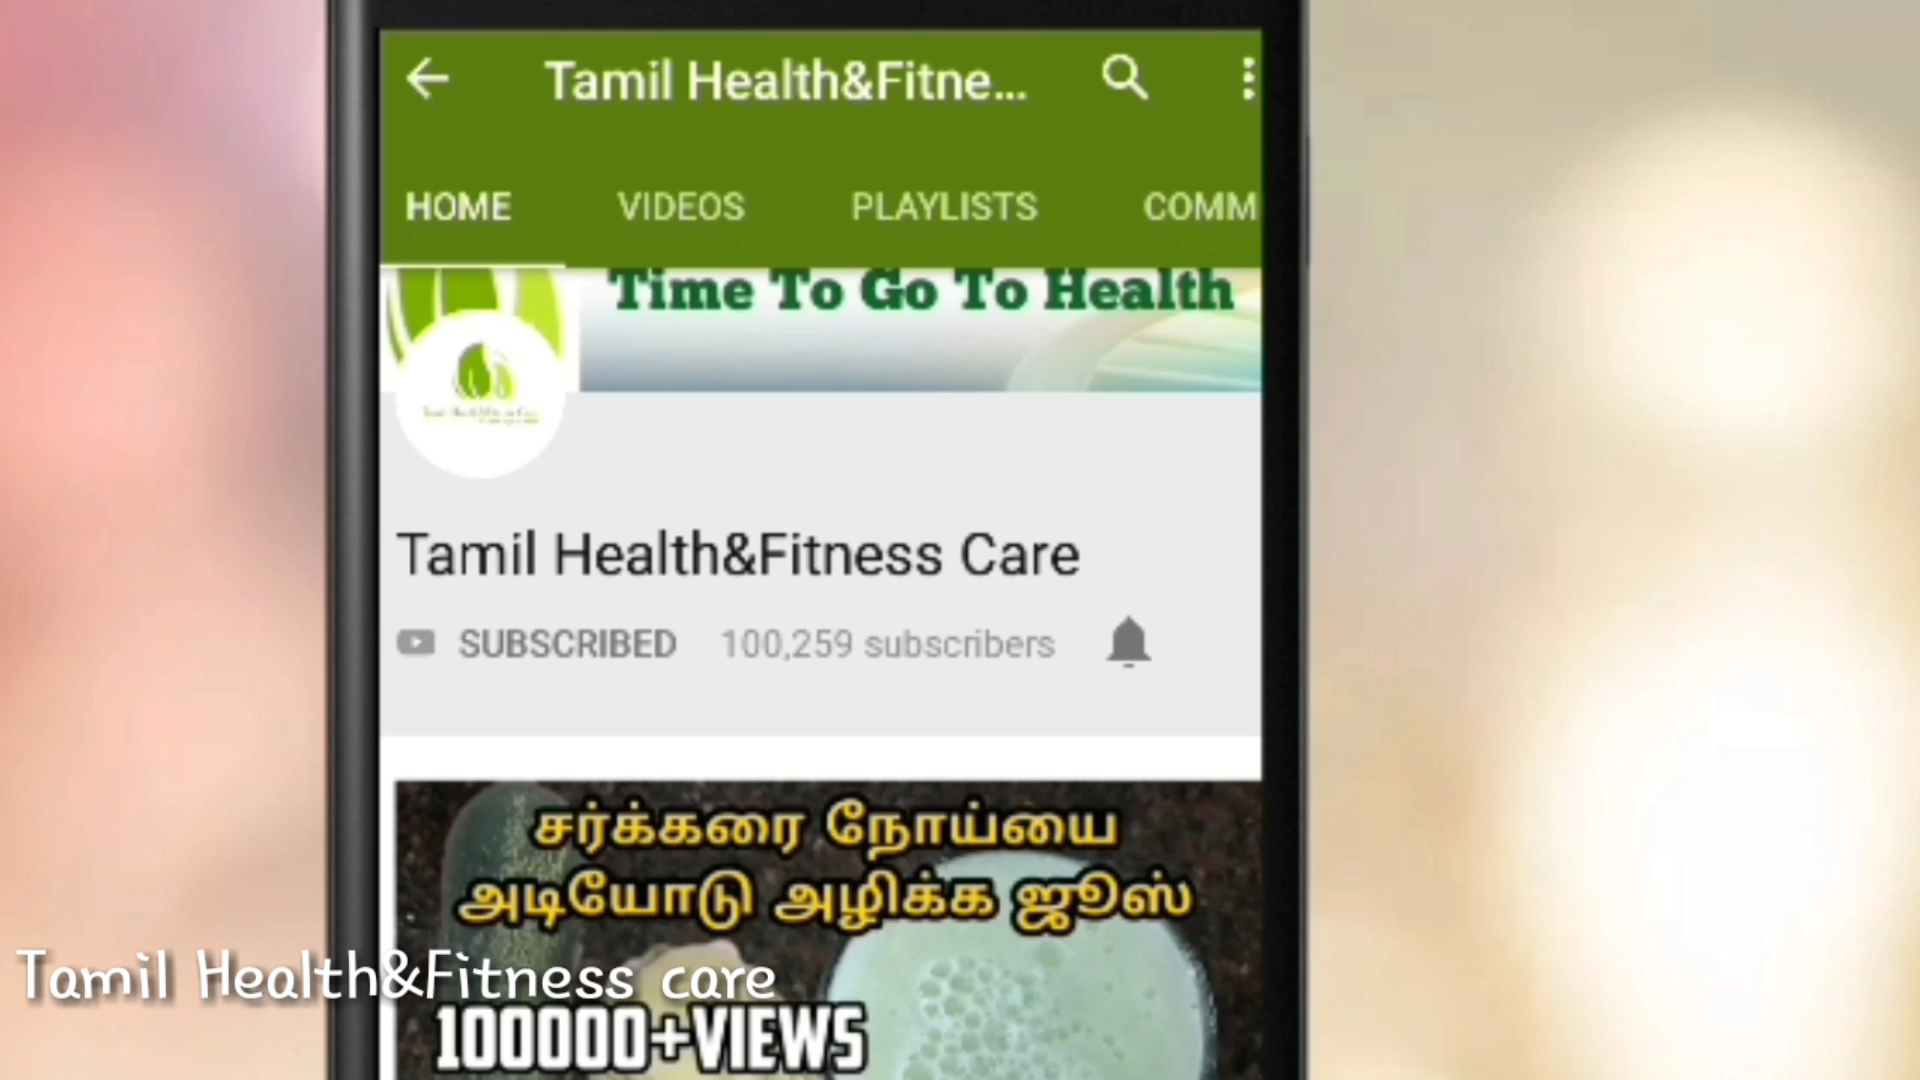 Tamil Health&Fitne...
HOME VIDEOS PLAYLISTS COMM
Time To Go To Health
Tamil Health&Fitness Care
SUBSCRIBED 100,259 subscribers
சர்க்கரை நோய்யை
அடியோடு அழிக்க ஜூஸ்
Tamil Health&Fitness care
100000+VIEWS